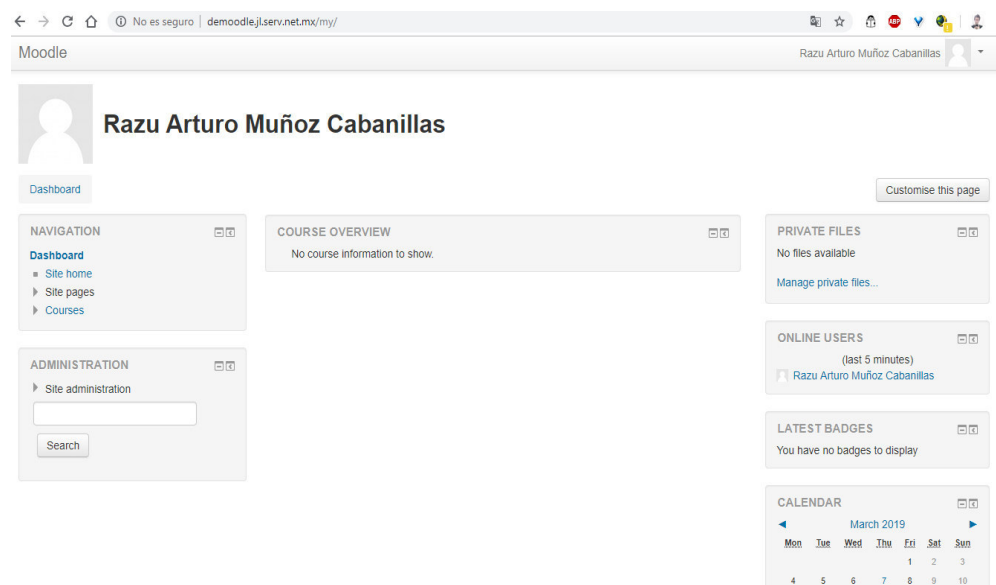 No es seguro | demoodle.jl.serv.net.mx/my/
ABP
Moodle
Razu Arturo Muñoz Cabanillas
Razu Arturo Muñoz Cabanillas
Dashboard
Customise this page
NAVIGATION
Dashboard
Site home
Site pages
Courses
ADMINISTRATION
Site administration
Search
COURSE OVERVIEW
No course information to show.
PRIVATE FILES
No files available
Manage private files...
ONLINE USERS
(last 5 minutes)
Razu Arturo Muñoz Cabanillas
LATEST BADGES
You have no badges to display
CALENDAR
◄ March 2019 ►
Mon Tue Wed Thu Fri Sat Sun
1 2 3
4 5 6 7 8 9 10